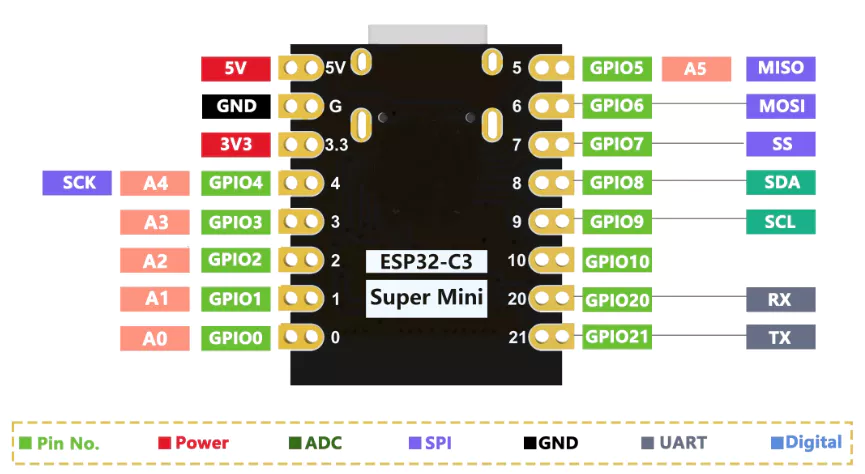 5V 5V 5 GPIO5 A5 MISO
GND G 6 GPIO6 MOSI
3V3 3.3 7 GPIO7 SS
SCK A4 GPIO4 4 8 GPIO8 SDA
A3 GPIO3 3 9 GPIO9 SCL
A2 GPIO2 2 ESP32-C3 10 GPIO10
A1 GPIO1 1 Super Mini 20 GPIO20 RX
A0 GPIO0 0 21 GPIO21 TX
Pin No. Power ADC SPI GND UART Digital